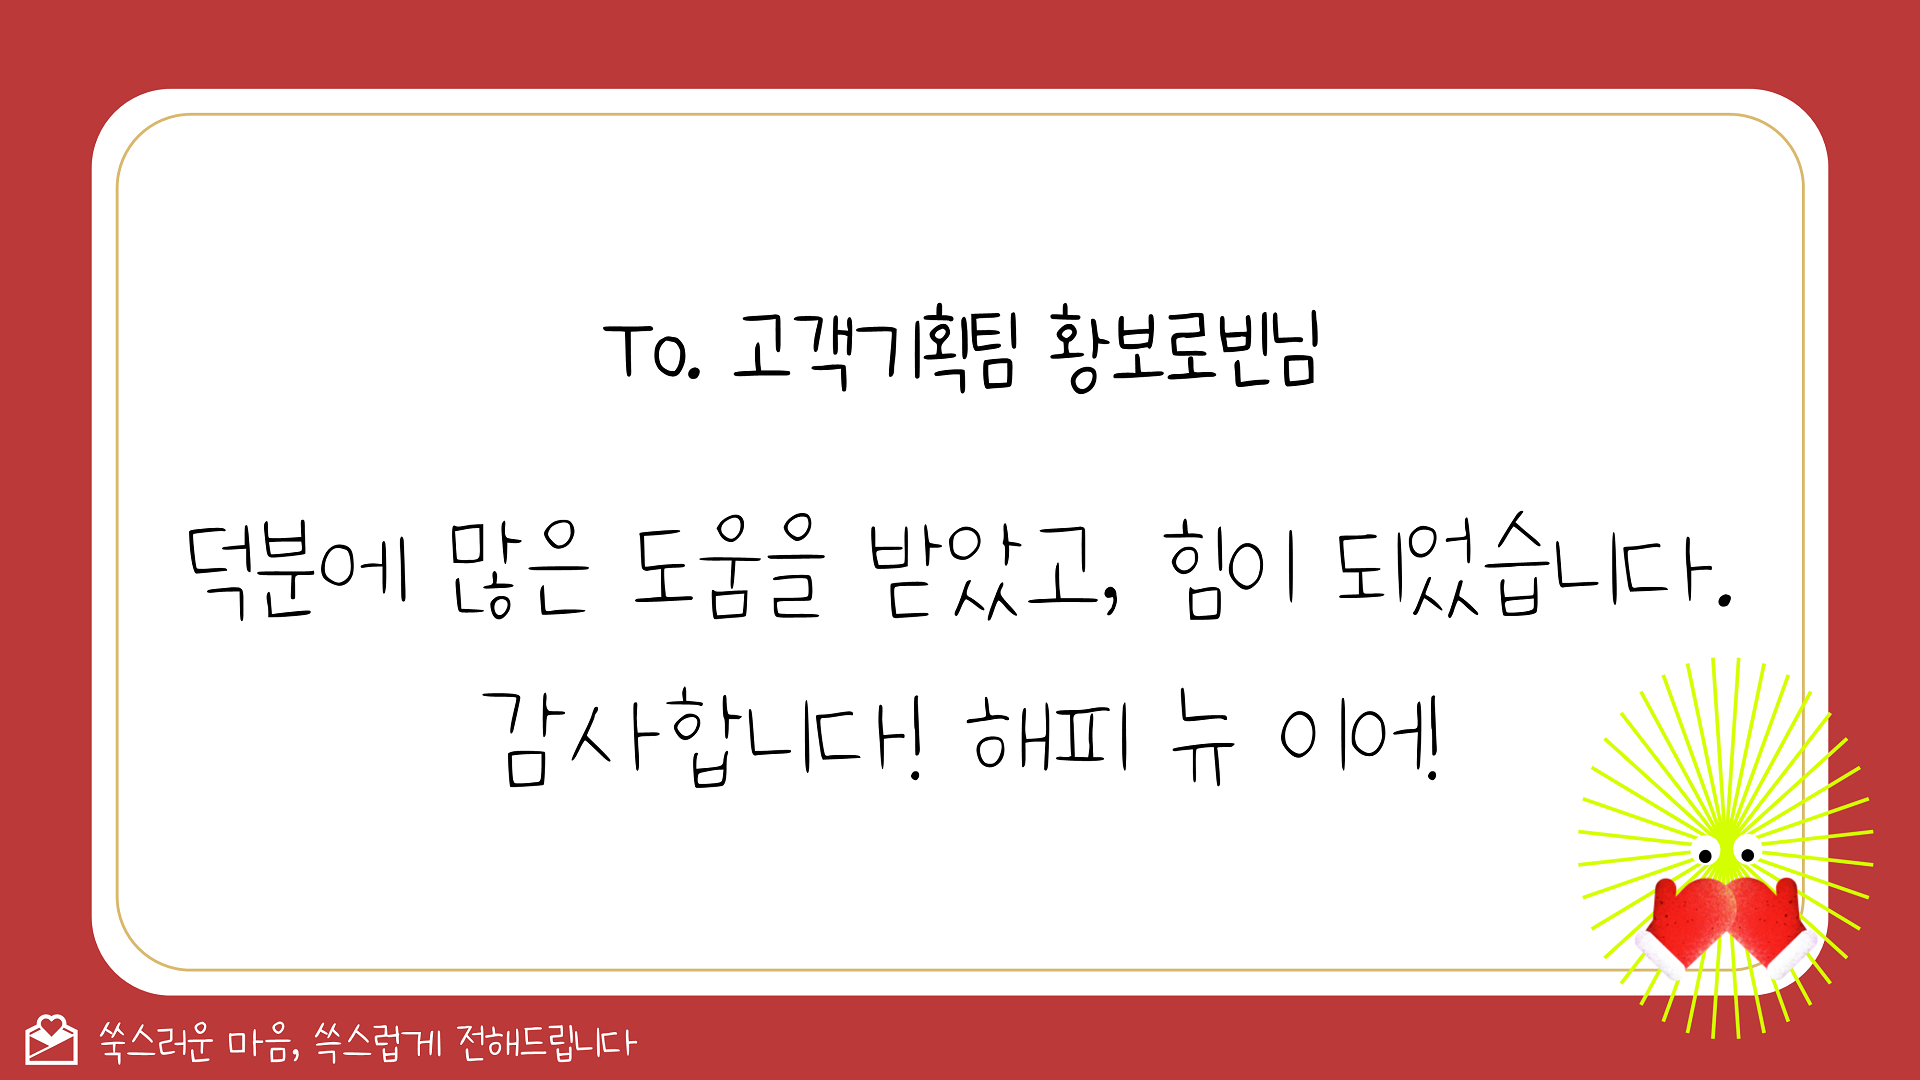 To. 고객기획팀 황보로빈님
덕분에 많은 도움을 받았고, 힘이 되었습니다.
감사합니다! 해피 뉴 이에!
쑥스러운 마음, 쓱스럽게 전해드립니다